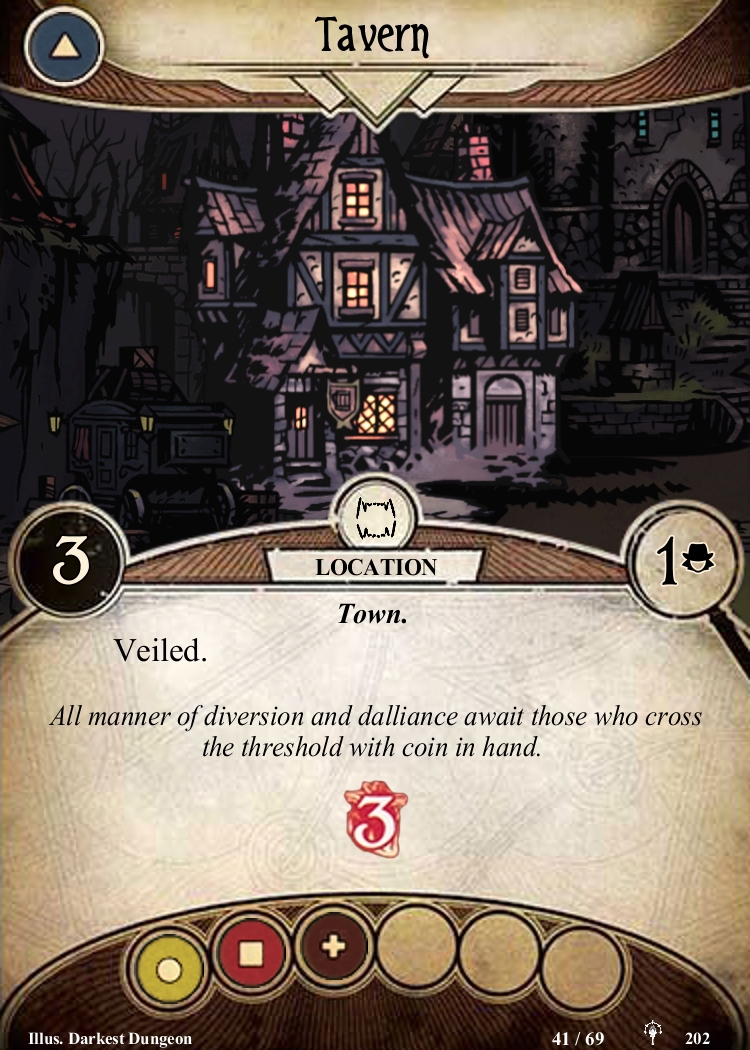 Tavern
3
LOCATION
1
Town.
Veiled.
All manner of diversion and dalliance await those who cross
the threshold with coin in hand.
3
Illus. Darkest Dungeon
41 / 69
202